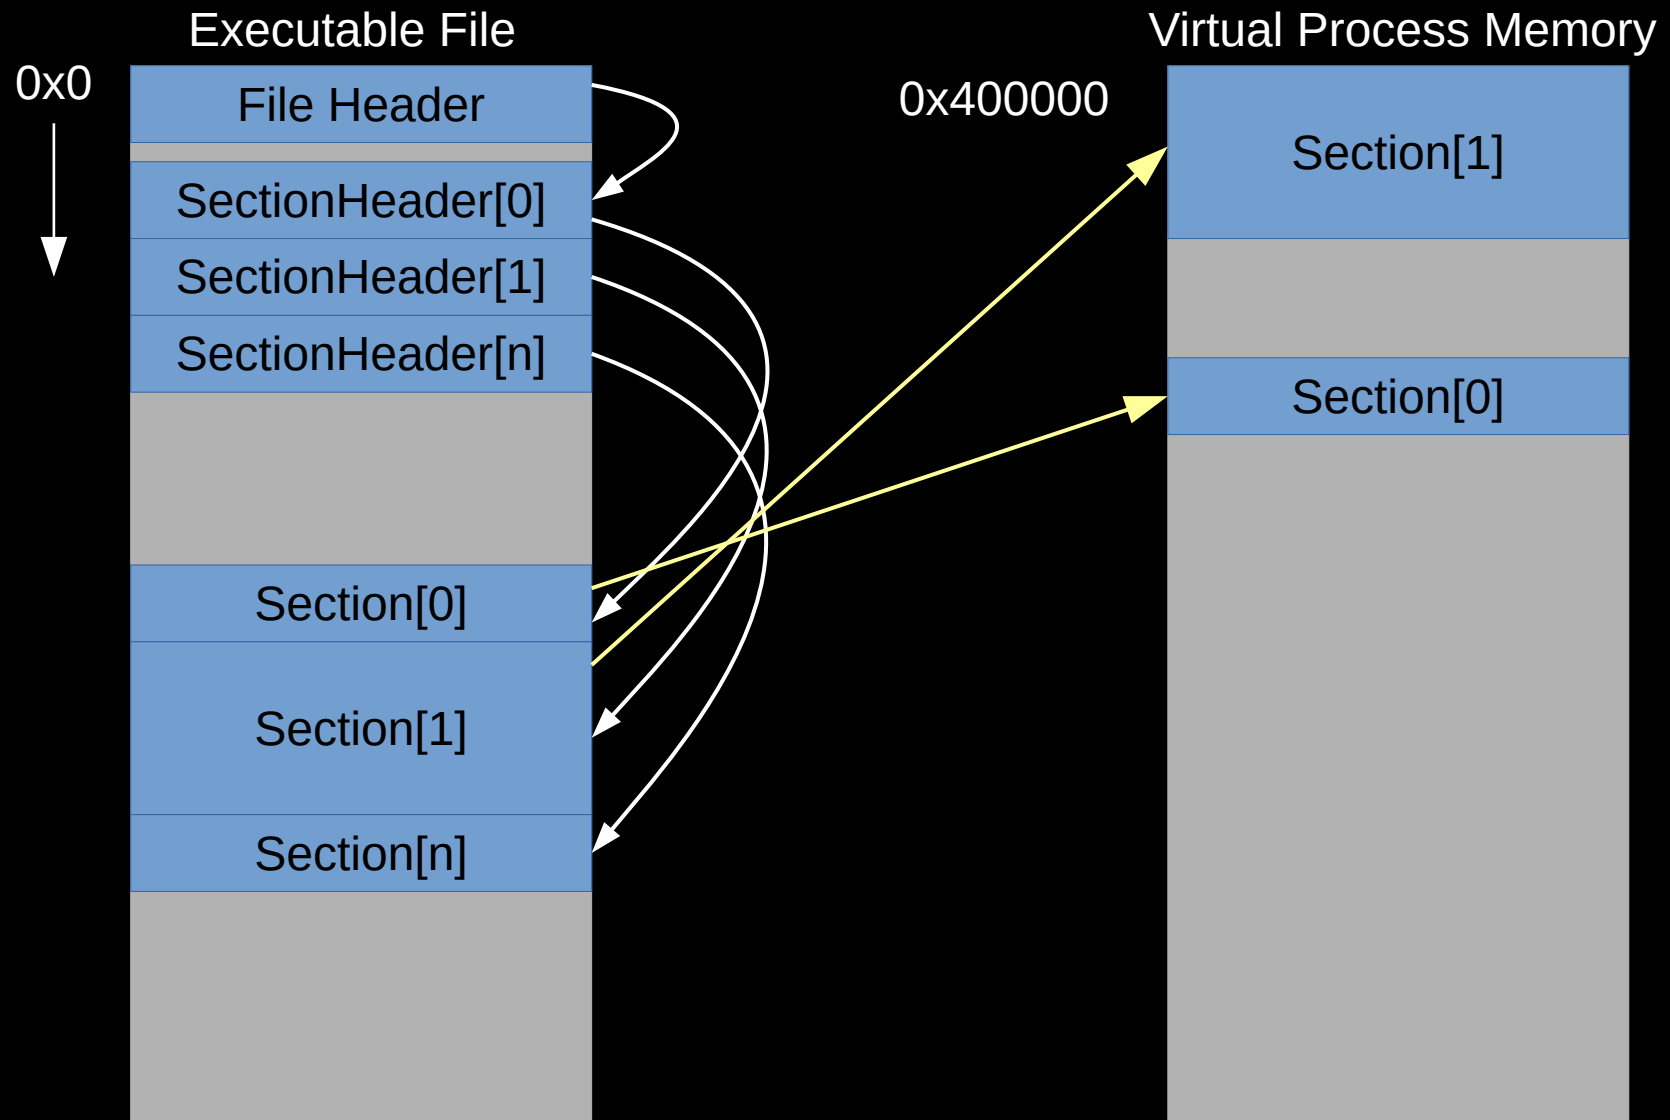 Executable File
0x0
File Header
SectionHeader[0]
SectionHeader[1]
SectionHeader[n]
Section[0]
Section[1]
Section[n]
Virtual Process Memory
0x400000
Section[1]
Section[0]